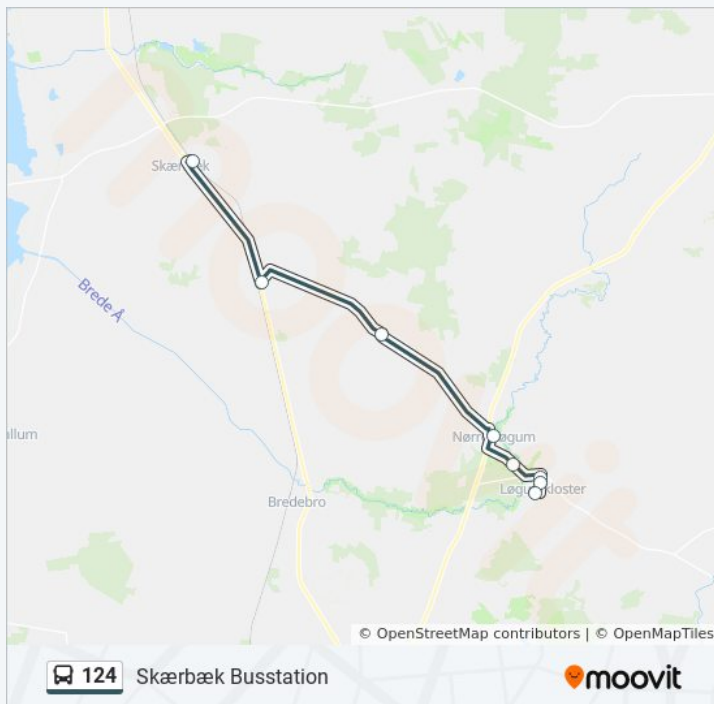 Skærbæk
Brede Å
allum
Nørre Løgum
Løgumkloster
Bredebro
© OpenStreetMap contributors | © OpenMapTiles
124 Skærbæk Busstation
moovit